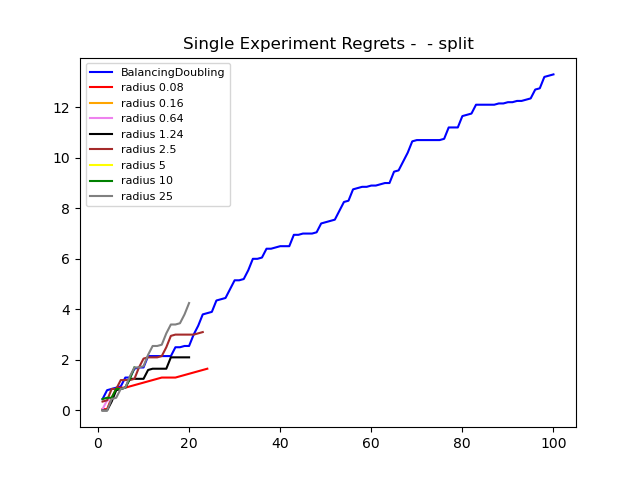 Single Experiment Regrets -  - split
BalancingDoubling
radius 0.08
radius 0.16
radius 0.64
radius 1.24
radius 2.5
radius 5
radius 10
radius 25
12
10
8
6
4
2
0
0 20 40 60 80 100